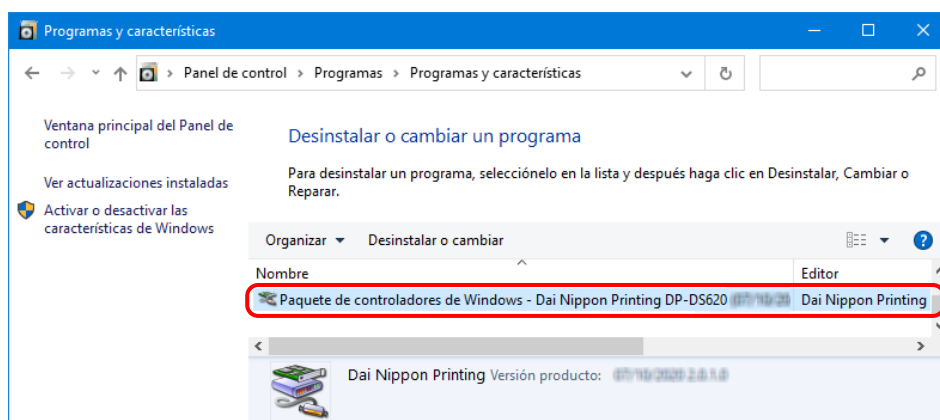 Programas y características
Panel de control > Programas > Programas y características
Ventana principal del Panel de
control
Ver actualizaciones instaladas
Activar o desactivar las
características de Windows
Desinstalar o cambiar un programa
Para desinstalar un programa, selecciónelo en la lista y después haga clic en Desinstalar, Cambiar o
Reparar.
Organizar Desinstalar o cambiar
Nombre Editor
Paquete de controladores de Windows - Dai Nippon Printing DP-DS620 Dai Nippon Printing
Dai Nippon Printing Versión producto: